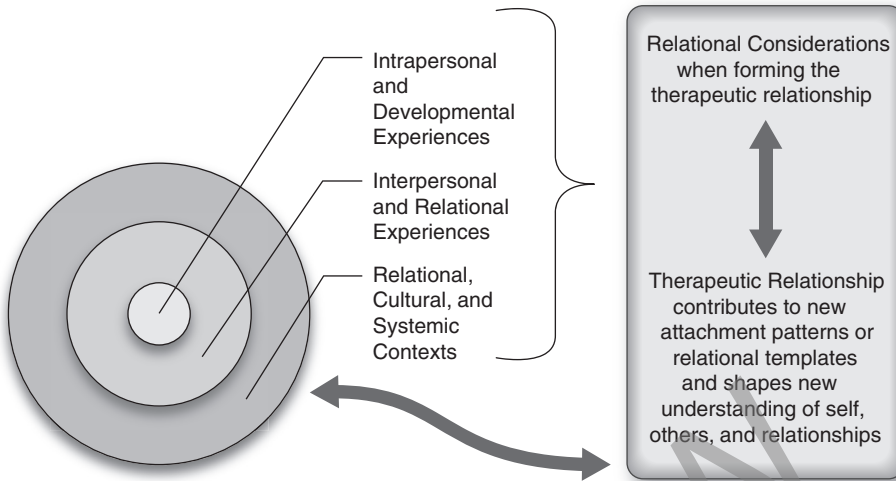 Intrapersonal
and
Developmental
Experiences
Interpersonal
and Relational
Experiences
Relational,
Cultural, and
Systemic
Contexts
Relational Considerations
when forming the
therapeutic relationship
Therapeutic Relationship
contributes to new
attachment patterns or
relational templates
and shapes new
understanding of self,
others, and relationships